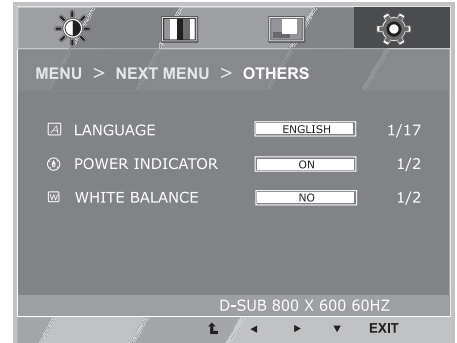 MENU > NEXT MENU > OTHERS
A LANGUAGE ENGLISH 1/17
POWER INDICATOR ON 1/2
W WHITE BALANCE NO 1/2
D-SUB 800 X 600 60HZ
EXIT